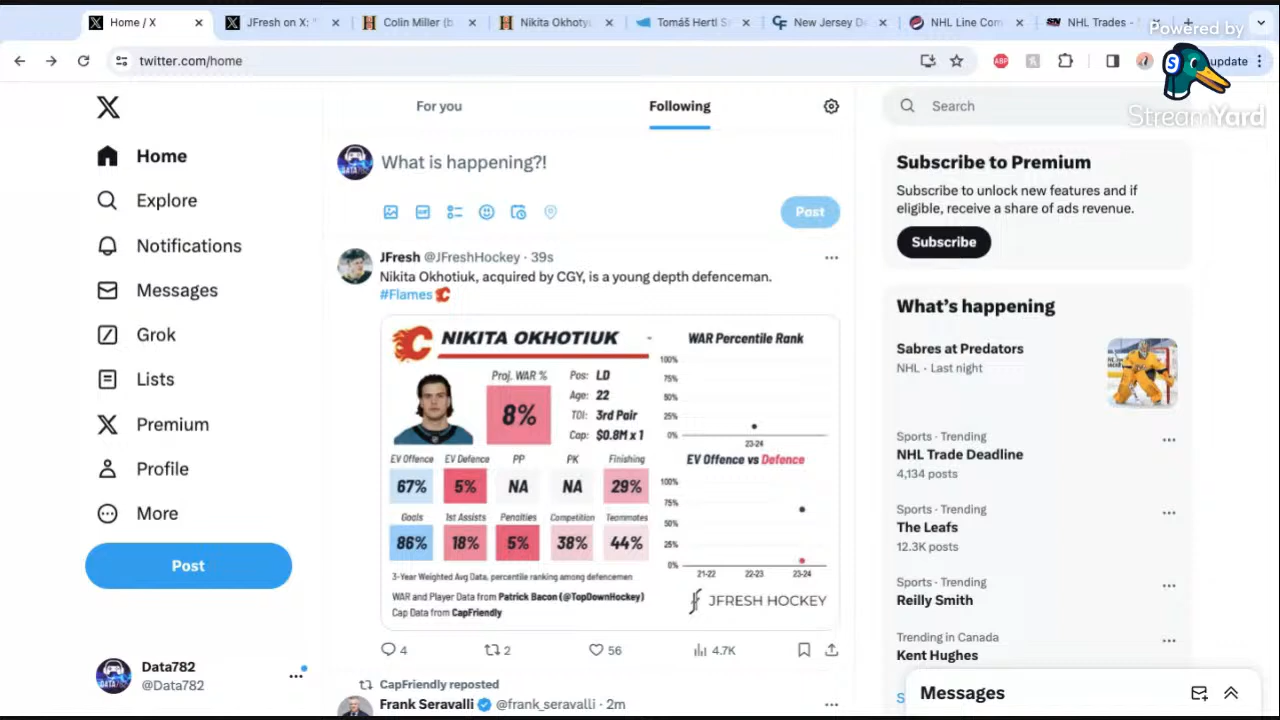 Home / X
JFresh on X: "
Colin Miller (b
Nikita Okhotyu
Tomáš Hertl S
New Jersey D
NHL Line Com
NHL Trades -
Powered by
StreamYard
twitter.com/home
ABP
update
Home
Explore
Notifications
Messages
Grok
Lists
Premium
Profile
More
Post
Data782
@Data782
For you
Following
What is happening?!
Post
JFresh @JFreshHockey · 39s
Nikita Okhotiuk, acquired by CGY, is a young depth defenceman.
#Flames
NIKITA OKHOTIUK
-
Proj. WAR %
8%
Pos: LD
Age: 22
TOI: 3rd Pair
Cap: $0.8M x 1
EV Offence EV Defence PP PK Finishing
67% 5% NA NA 29%
Goals 1st Assists Penalties Competition Teammates
86% 18% 5% 38% 44%
3-Year Weighted Avg Data, percentile ranking among defencemen
WAR and Player Data from Patrick Bacon (@TopDownHockey)
Cap Data from CapFriendly
WAR Percentile Rank
100%
75%
50%
25%
0%
23-24
EV Offence vs Defence
100%
75%
50%
25%
0%
21-22 22-23 23-24
JFRESH HOCKEY
4 2 56 4.7K
CapFriendly reposted
Frank Seravalli @frank_seravalli · 2m
Search
Subscribe to Premium
Subscribe to unlock new features and if
eligible, receive a share of ads revenue.
Subscribe
What's happening
Sabres at Predators
NHL · Last night
Sports · Trending
NHL Trade Deadline
4,134 posts
Sports · Trending
The Leafs
12.3K posts
Sports · Trending
Reilly Smith
Trending in Canada
Kent Hughes
Messages